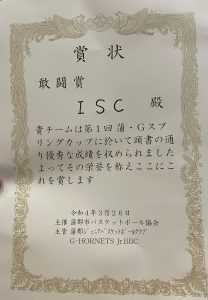 賞状
敢闘賞
ISC 殿
貴チームは第1回蒲・Gスプ
リングカップに於いて頭書の通
り優秀な成績を収められました
よってその栄誉を称えここにこ
れを賞します
令和4年3月26日
主催 蒲郡市バスケットボール協会
主管 蒲郡ジュニアバスケットボールクラブ
G-HORNETS Jr.BBC